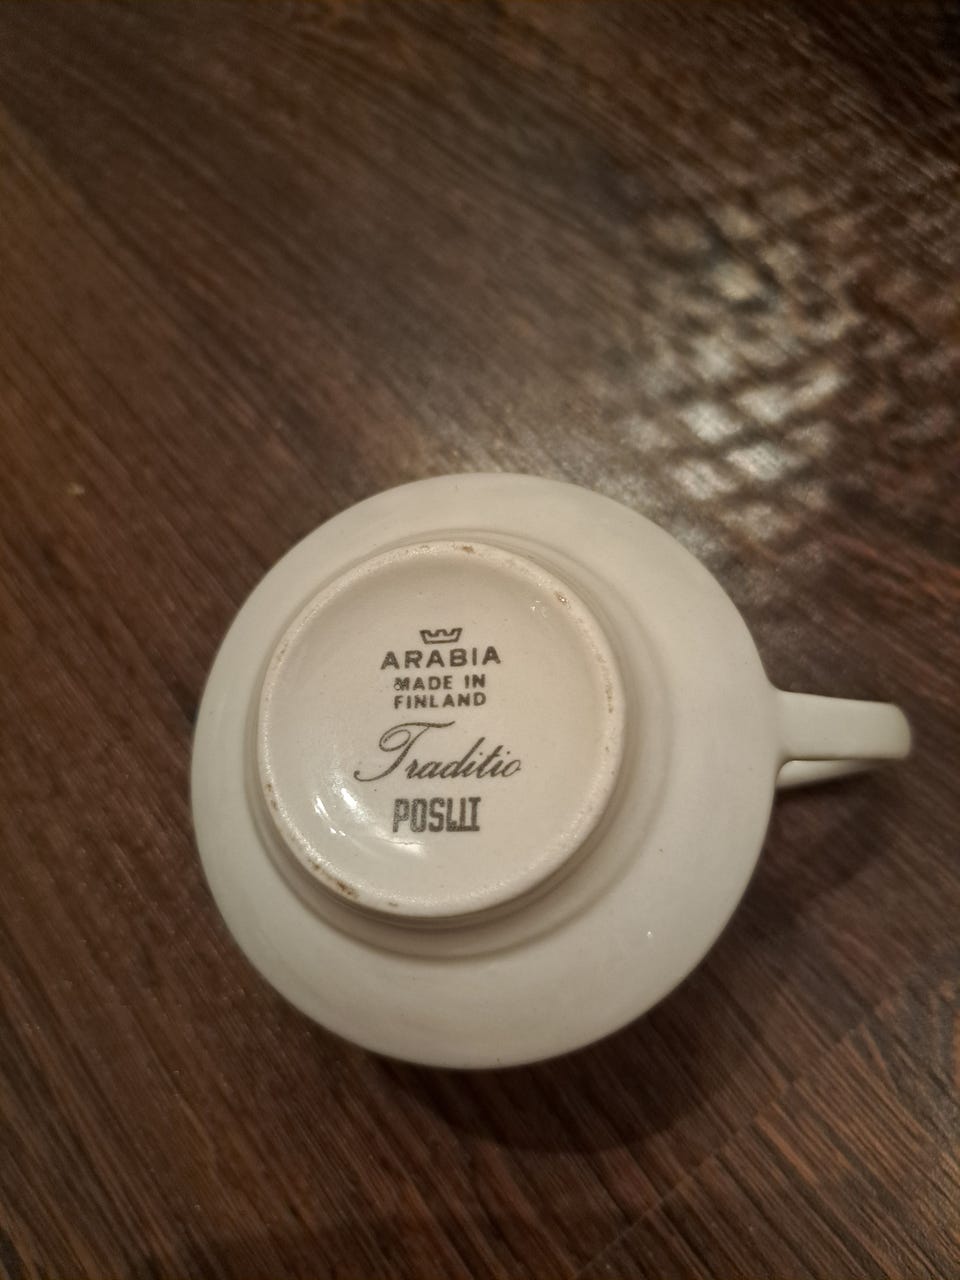 ARABIA
MADE IN
FINLAND
Traditio
POSLII